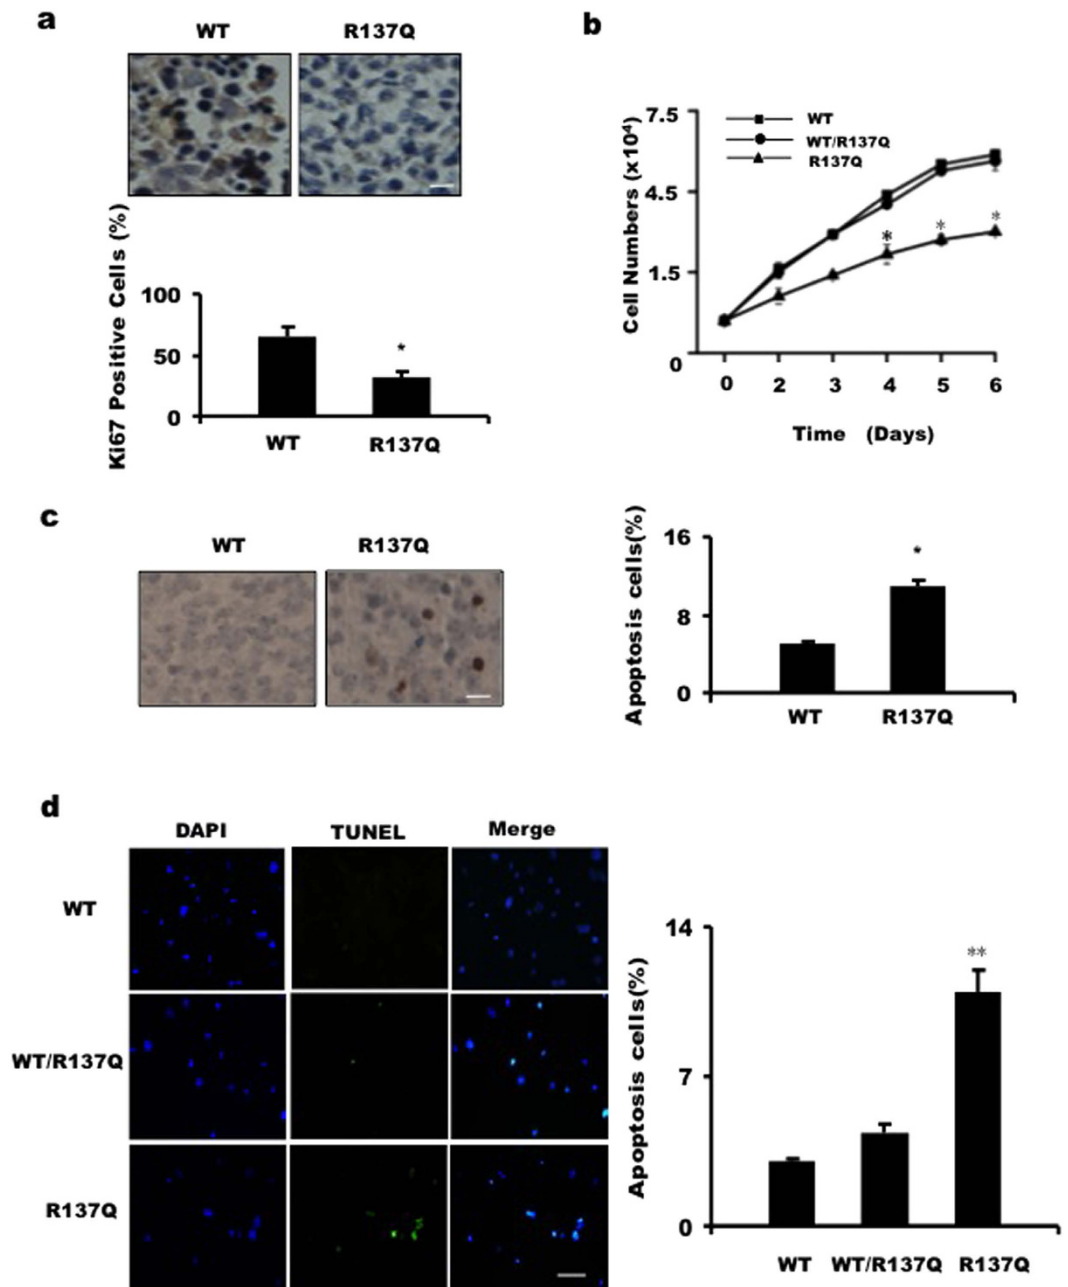 a
WT R137Q
Ki67 Positive Cells (%)
100
50
0
*
WT R137Q
b
Cell Numbers (x10⁴)
7.5
4.5
1.5
0
WT
WT/R137Q
R137Q
* * *
0 2 3 4 5 6
Time (Days)
c
WT R137Q
Apoptosis cells(%)
16
8
0
*
WT R137Q
d
DAPI TUNEL Merge
WT
WT/R137Q
R137Q
Apoptosis cells(%)
14
7
0
**
WT WT/R137Q R137Q